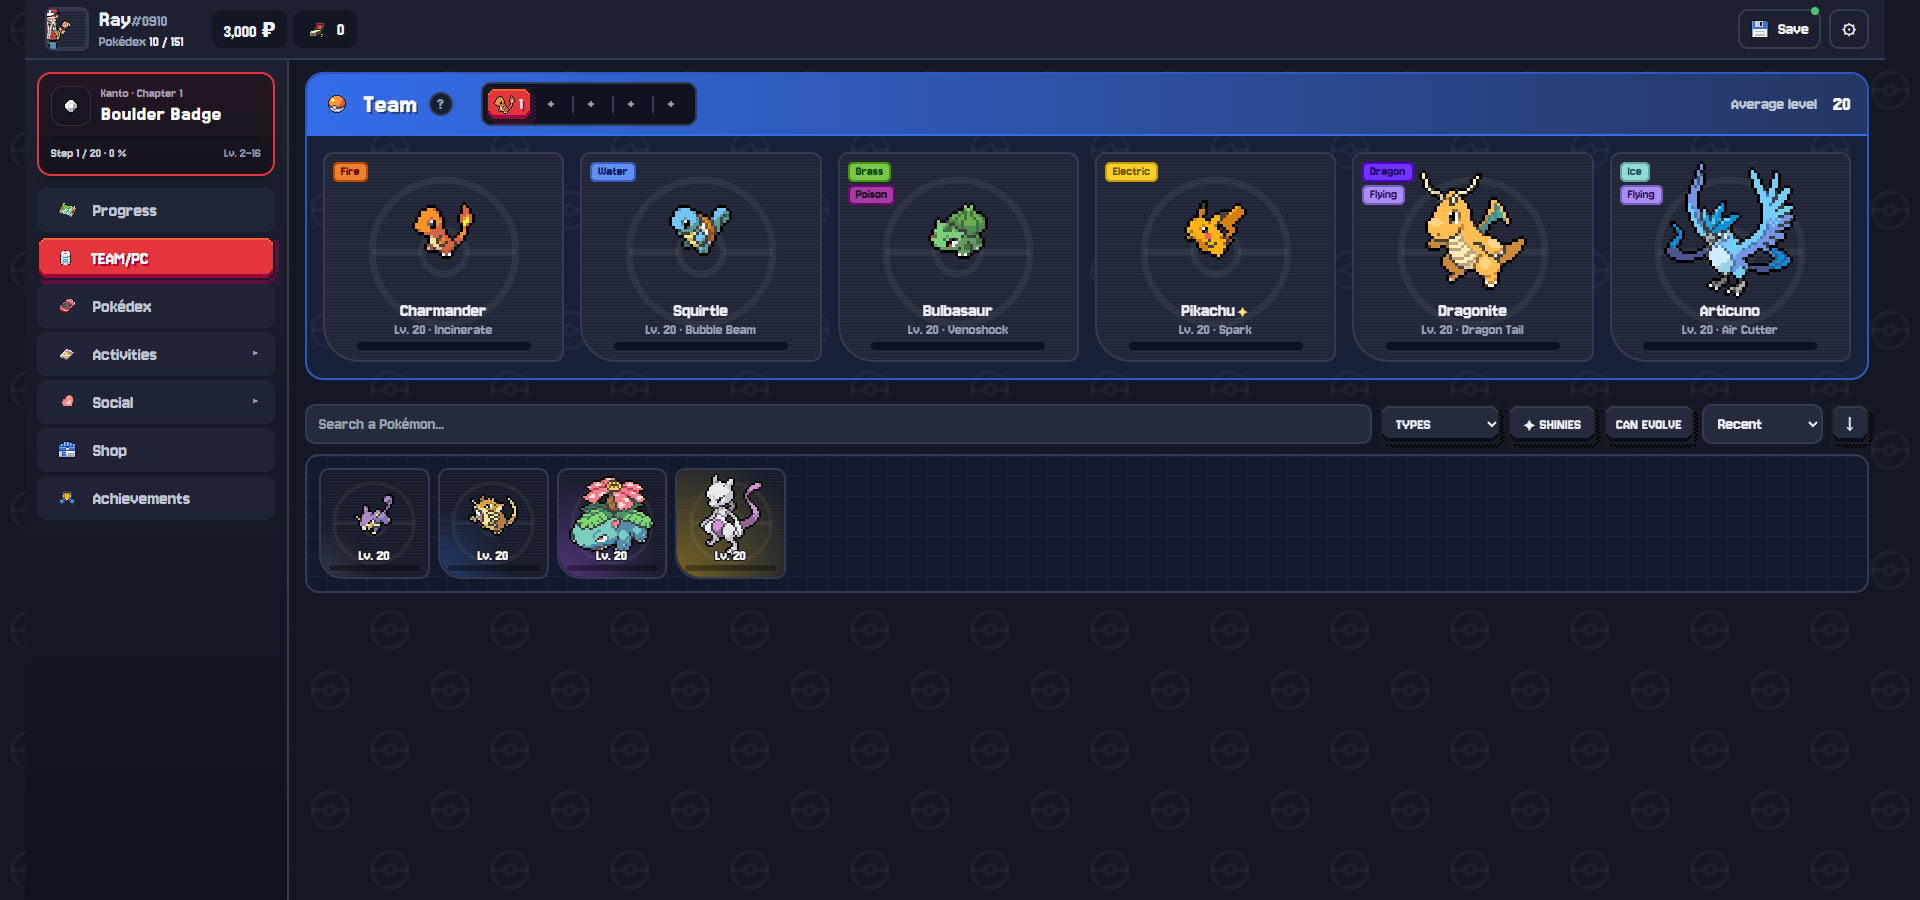 Ray#0910
Pokédex 10 / 151
3,000 ₽
0
Save
Kanto · Chapter 1
Boulder Badge
Step 1 / 20 · 0 %
Lv. 2–16
Progress
TEAM/PC
Pokédex
Activities
Social
Shop
Achievements
Team
?
1
+
+
+
+
Average level 20
Fire
Charmander
Lv. 20 · Incinerate
Water
Squirtle
Lv. 20 · Bubble Beam
Grass
Poison
Bulbasaur
Lv. 20 · Venoshock
Electric
Pikachu ✦
Lv. 20 · Spark
Dragon
Flying
Dragonite
Lv. 20 · Dragon Tail
Ice
Flying
Articuno
Lv. 20 · Air Cutter
Search a Pokémon...
TYPES
✦ SHINIES
CAN EVOLVE
Recent
↓
Lv. 20
Lv. 20
Lv. 20
Lv. 20